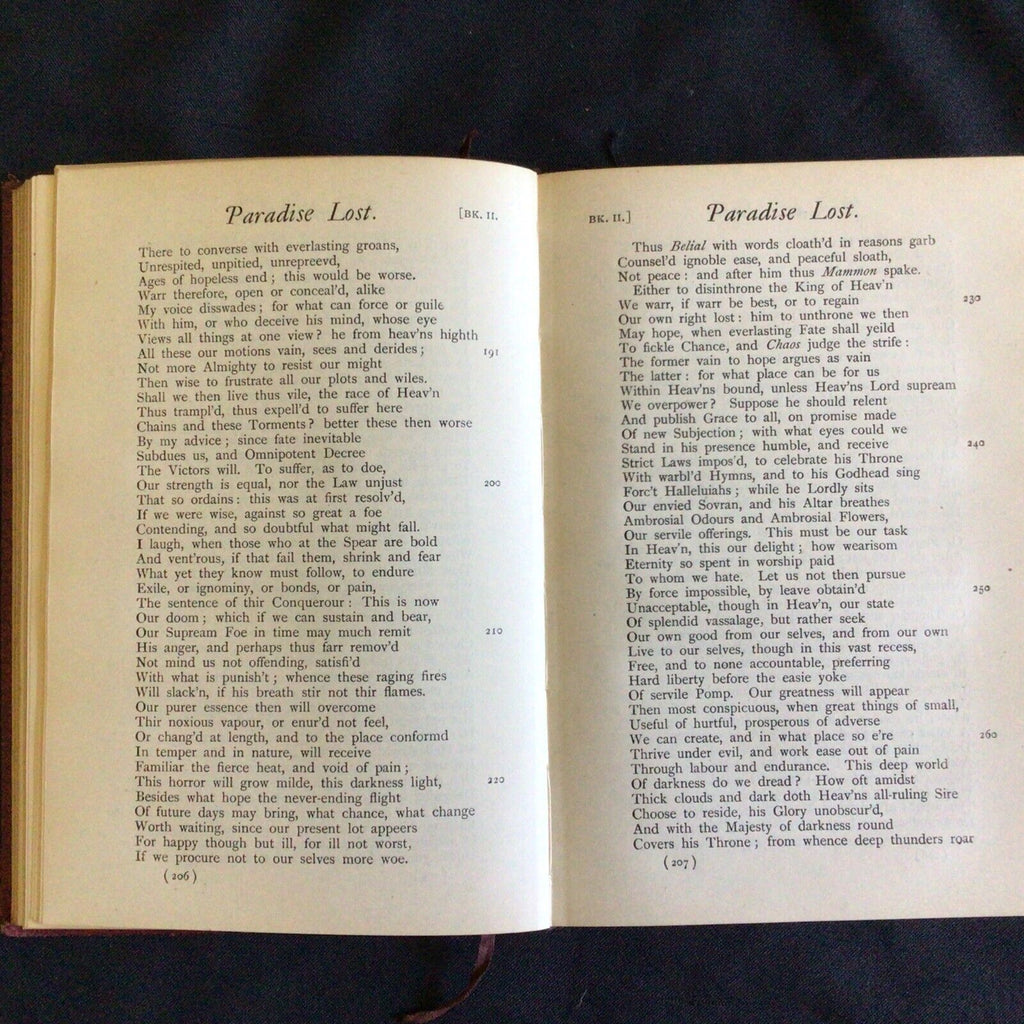 Paradise Lost. [BK. II.
There to converse with everlasting groans,
Unrespited, unpitied, unrepreevd,
Ages of hopeless end ; this would be worse.
Warr therefore, open or conceal'd, alike
My voice disswades ; for what can force or guile
With him, or who deceive his mind, whose eye
Views all things at one view? he from heav'ns highth
All these our motions vain, sees and derides ; 191
Not more Almighty to resist our might
Then wise to frustrate all our plots and wiles.
Shall we then live thus vile, the race of Heav'n
Thus trampl'd, thus expell'd to suffer here
Chains and these Torments? better these then worse
By my advice ; since fate inevitable
Subdues us, and Omnipotent Decree
The Victors will. To suffer, as to doe,
Our strength is equal, nor the Law unjust 200
That so ordains : this was at first resolv'd,
If we were wise, against so great a foe
Contending, and so doubtful what might fall.
I laugh, when those who at the Spear are bold
And vent'rous, if that fail them, shrink and fear
What yet they know must follow, to endure
Exile, or ignominy, or bonds, or pain,
The sentence of thir Conquerour : This is now
Our doom ; which if we can sustain and bear,
Our Supream Foe in time may much remit 210
His anger, and perhaps thus farr remov'd
Not mind us not offending, satisfi'd
With what is punish't ; whence these raging fires
Will slack'n, if his breath stir not thir flames.
Our purer essence then will overcome
Thir noxious vapour, or enur'd not feel,
Or chang'd at length, and to the place conformd
In temper and in nature, will receive
Familiar the fierce heat, and void of pain ;
This horror will grow milde, this darkness light, 220
Besides what hope the never-ending flight
Of future days may bring, what chance, what change
Worth waiting, since our present lot appeers
For happy though but ill, for ill not worst,
If we procure not to our selves more woe.
(206)
BK. II.] Paradise Lost.
Thus Belial with words cloath'd in reasons garb
Counsel'd ignoble ease, and peaceful sloath,
Not peace : and after him thus Mammon spake.
Either to disinthrone the King of Heav'n
We warr, if warr be best, or to regain 230
Our own right lost : him to unthrone we then
May hope, when everlasting Fate shall yeild
To fickle Chance, and Chaos judge the strife :
The former vain to hope argues as vain
The latter : for what place can be for us
Within Heav'ns bound, unless Heav'ns Lord supream
We overpower? Suppose he should relent
And publish Grace to all, on promise made
Of new Subjection ; with what eyes could we
Stand in his presence humble, and receive 240
Strict Laws impos'd, to celebrate his Throne
With warbl'd Hymns, and to his Godhead sing
Forc't Halleluiahs ; while he Lordly sits
Our envied Sovran, and his Altar breathes
Ambrosial Odours and Ambrosial Flowers,
Our servile offerings. This must be our task
In Heav'n, this our delight ; how wearisom
Eternity so spent in worship paid
To whom we hate. Let us not then pursue
By force impossible, by leave obtain'd 250
Unacceptable, though in Heav'n, our state
Of splendid vassalage, but rather seek
Our own good from our selves, and from our own
Live to our selves, though in this vast recess,
Free, and to none accountable, preferring
Hard liberty before the easie yoke
Of servile Pomp. Our greatness will appear
Then most conspicuous, when great things of small,
Useful of hurtful, prosperous of adverse
We can create, and in what place so e're 260
Thrive under evil, and work ease out of pain
Through labour and endurance. This deep world
Of darkness do we dread? How oft amidst
Thick clouds and dark doth Heav'ns all-ruling Sire
Choose to reside, his Glory unobscur'd,
And with the Majesty of darkness round
Covers his Throne ; from whence deep thunders roar
(207)